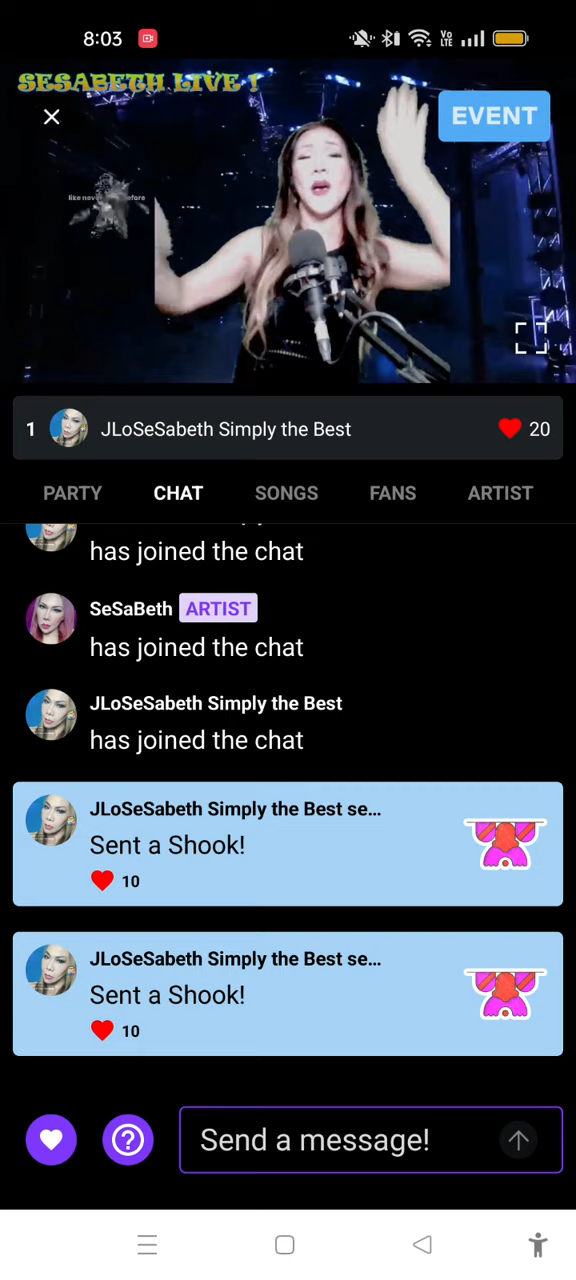 8:03
Vo
LTE
SESABETH LIVE !
EVENT
1 JLoSeSabeth Simply the Best 20
PARTY CHAT SONGS FANS ARTIST
has joined the chat
SeSaBeth ARTIST
has joined the chat
JLoSeSabeth Simply the Best
has joined the chat
JLoSeSabeth Simply the Best se...
Sent a Shook!
10
JLoSeSabeth Simply the Best se...
Sent a Shook!
10
Send a message!